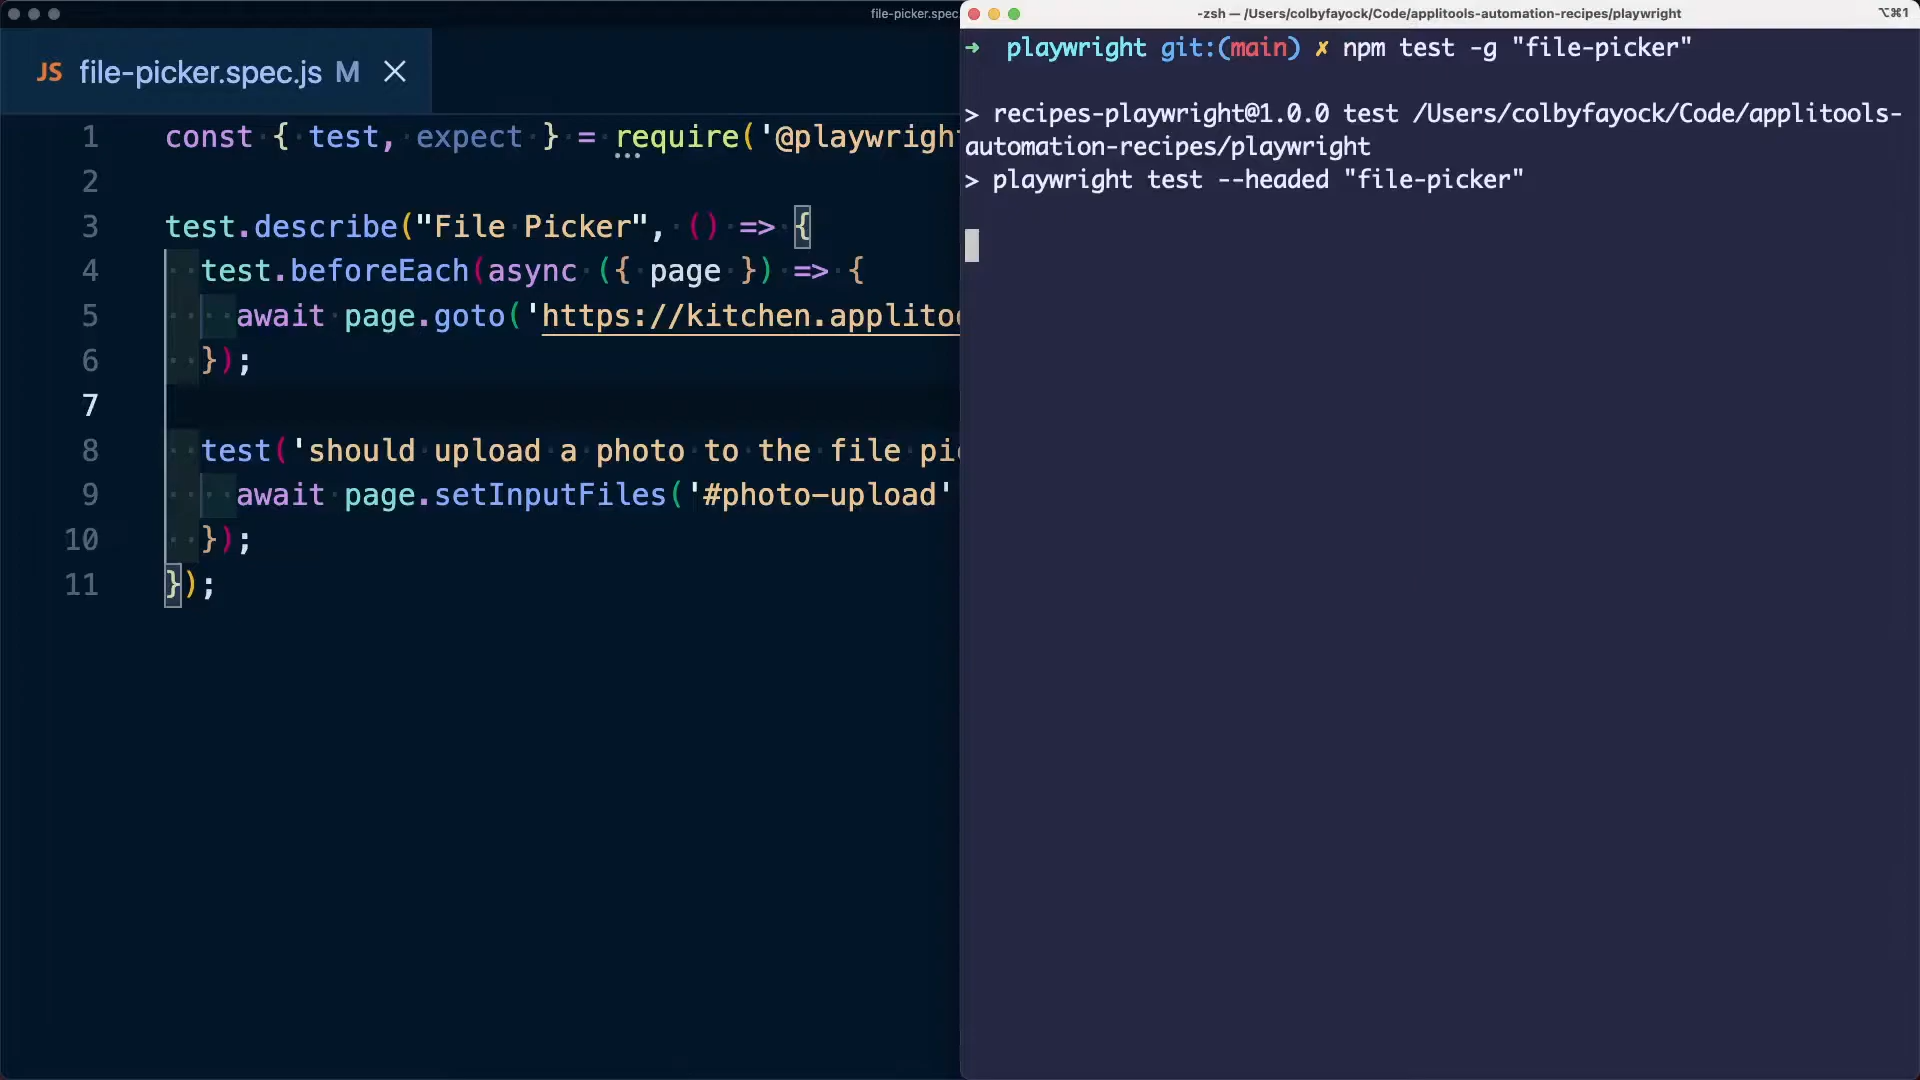 file-picker.spec
JS file-picker.spec.js M
1 const { test, expect } = require('@playwrigh
2
3 test.describe("File Picker", () => {
4 test.beforeEach(async ({ page }) => {
5 await page.goto('https://kitchen.applitoo
6 });
7
8 test('should upload a photo to the file pi
9 await page.setInputFiles('#photo-upload'
10 });
11 });
-zsh — /Users/colbyfayock/Code/applitools-automation-recipes/playwright
⌥⌘1
➜ playwright git:(main) ✗ npm test -g "file-picker"
> recipes-playwright@1.0.0 test /Users/colbyfayock/Code/applitools-
automation-recipes/playwright
> playwright test --headed "file-picker"